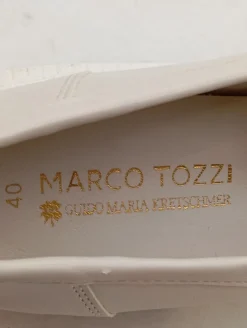 40
MARCO TOZZI
GUIDO MARIA KRETSCHMER